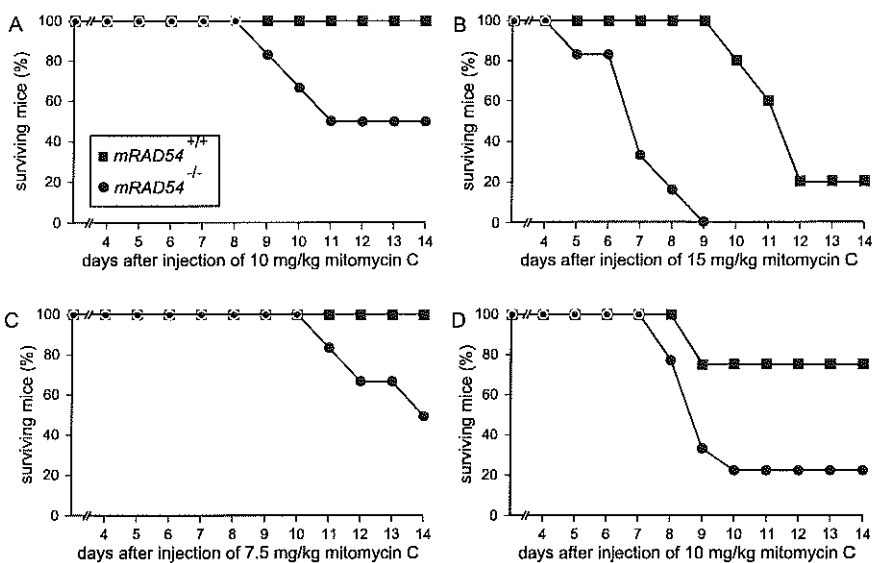 A
surviving mice (%)
100
80
60
40
20
0
mRAD54 +/+
mRAD54 -/-
4 5 6 7 8 9 10 11 12 13 14
days after injection of 10 mg/kg mitomycin C
B
surviving mice (%)
100
80
60
40
20
0
4 5 6 7 8 9 10 11 12 13 14
days after injection of 15 mg/kg mitomycin C
C
surviving mice (%)
100
80
60
40
20
0
4 5 6 7 8 9 10 11 12 13 14
days after injection of 7.5 mg/kg mitomycin C
D
surviving mice (%)
100
80
60
40
20
0
4 5 6 7 8 9 10 11 12 13 14
days after injection of 10 mg/kg mitomycin C